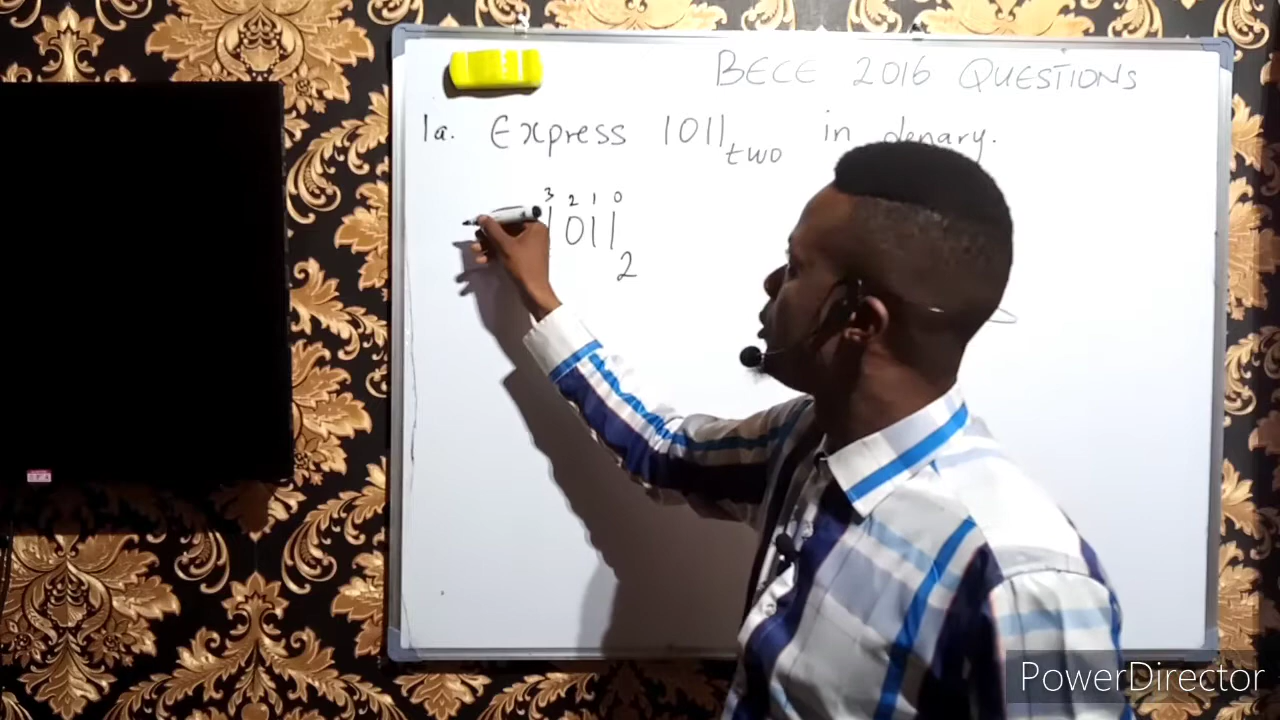 BECE 2016 QUESTIONS
1a. Express 1011two in denary.
3 2 1 0
1011
2
PowerDirector